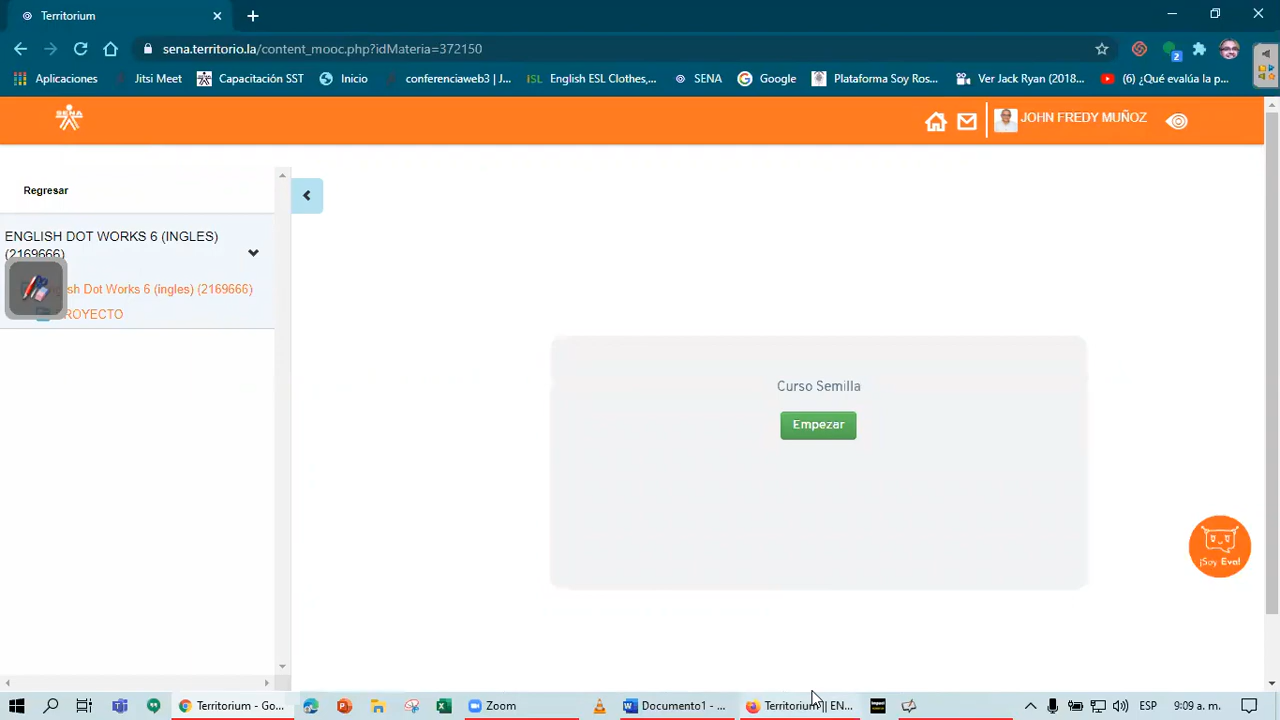 Territorium
sena.territorio.la/content_mooc.php?idMateria=372150
2
Aplicaciones
Jitsi Meet
Capacitación SST
Inicio
conferenciaweb3 | J...
English ESL Clothes,...
SENA
Google
Plataforma Soy Ros...
Ver Jack Ryan (2018...
(6) ¿Qué evalúa la p...
SENA
JOHN FREDY MUÑOZ
Regresar
ENGLISH DOT WORKS 6 (INGLES)
(2169666)
sh Dot Works 6 (ingles) (2169666)
ROYECTO
Curso Semilla
Empezar
¡Soy Eva!
Territorium - Go...
Zoom
Documento1 - ...
Territorium || EN...
ESP
9:09 a. m.